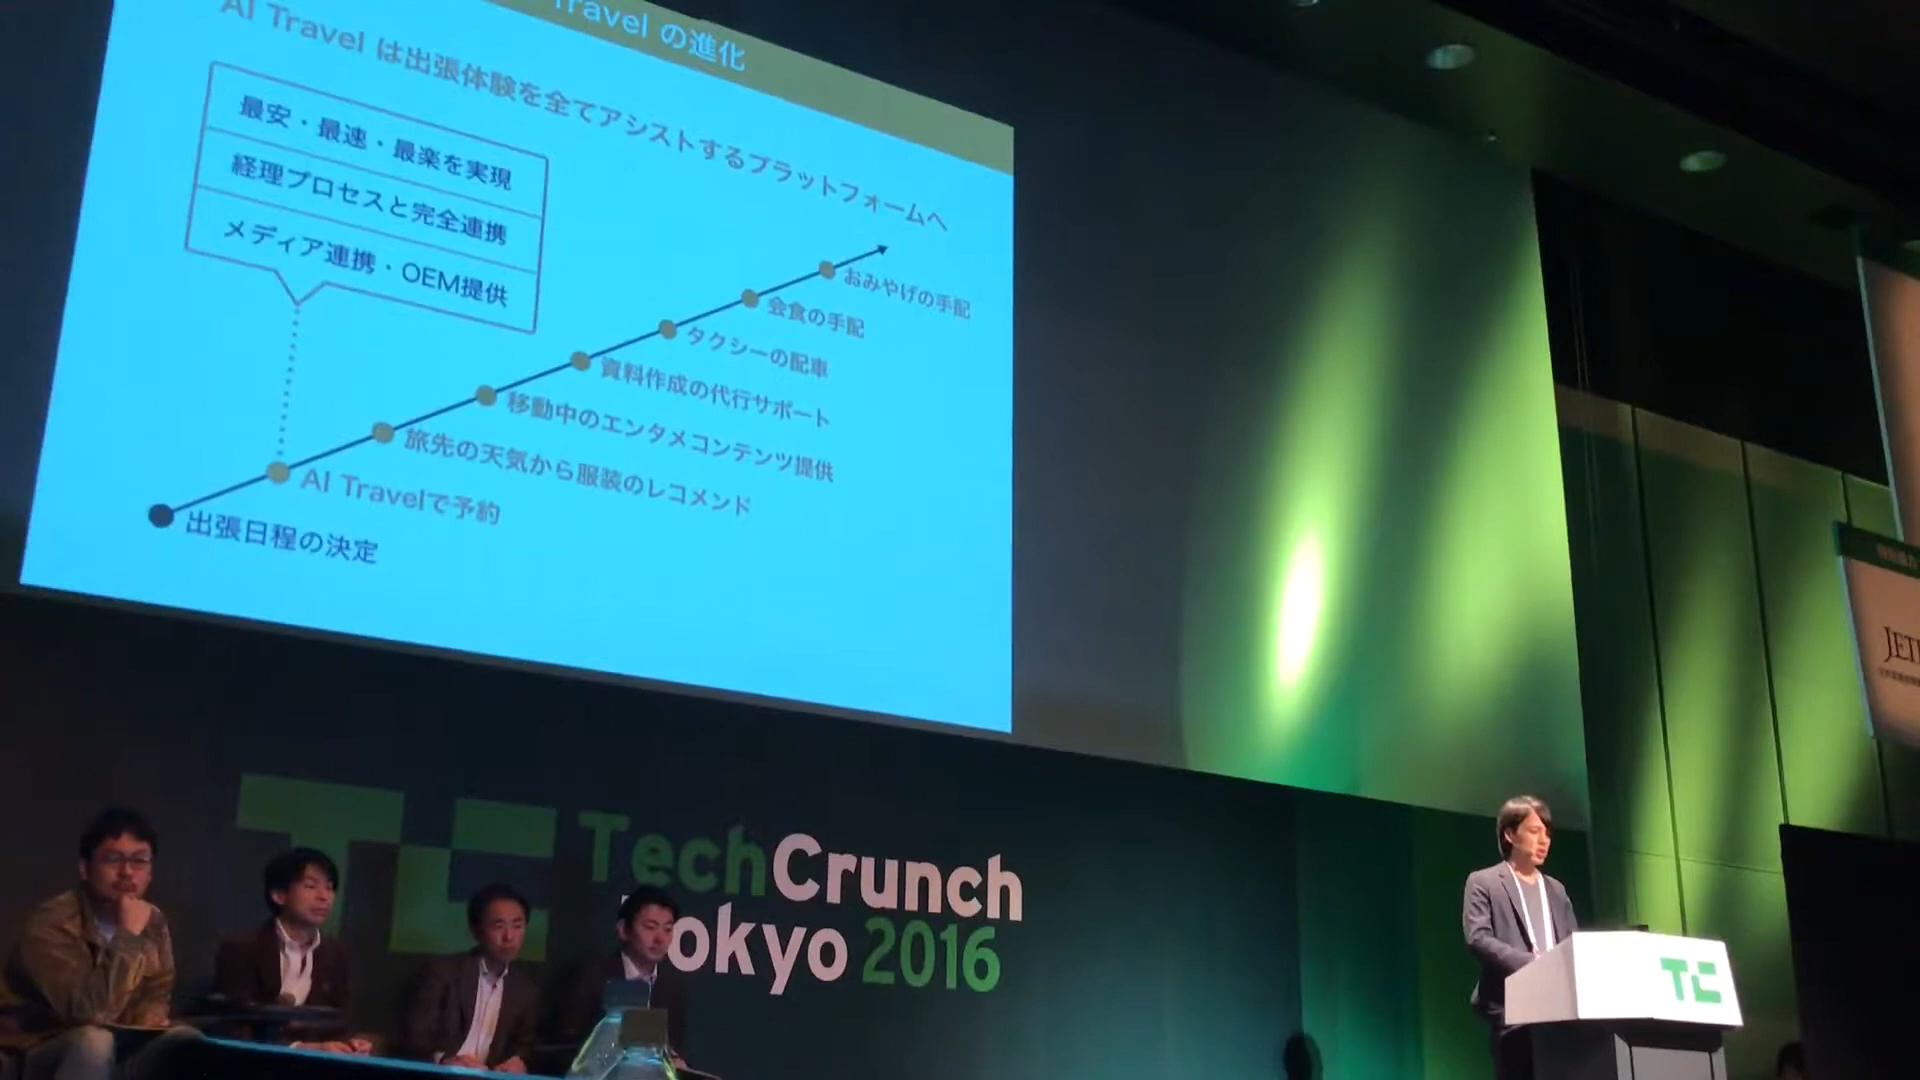 Travel の進化
AI Travel は出張体験を全てアシストするプラットフォームへ
最安・最速・最楽を実現
経理プロセスと完全連携
メディア連携・OEM提供
おみやげの手配
会食の手配
タクシーの配車
資料作成の代行サポート
移動中のエンタメコンテンツ提供
旅先の天気から服装のレコメンド
AI Travelで予約
出張日程の決定
TC
TechCrunch
Tokyo 2016
TC